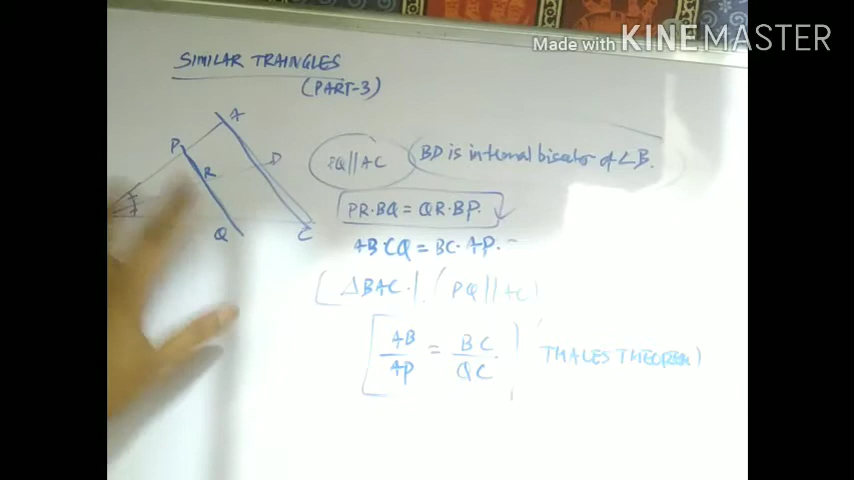 Made with KINEMASTER
SIMILAR TRAINGLES
(PART-3)
A
P
D
R
Q
C
PQ||AC
BD is internal bisector of ∠B.
PR·BQ = QR·BP.
AB·CQ = BC·AP.
ΔBAC. (PQ||AC)
AB/AP = BC/QC
THALES THEOREM)